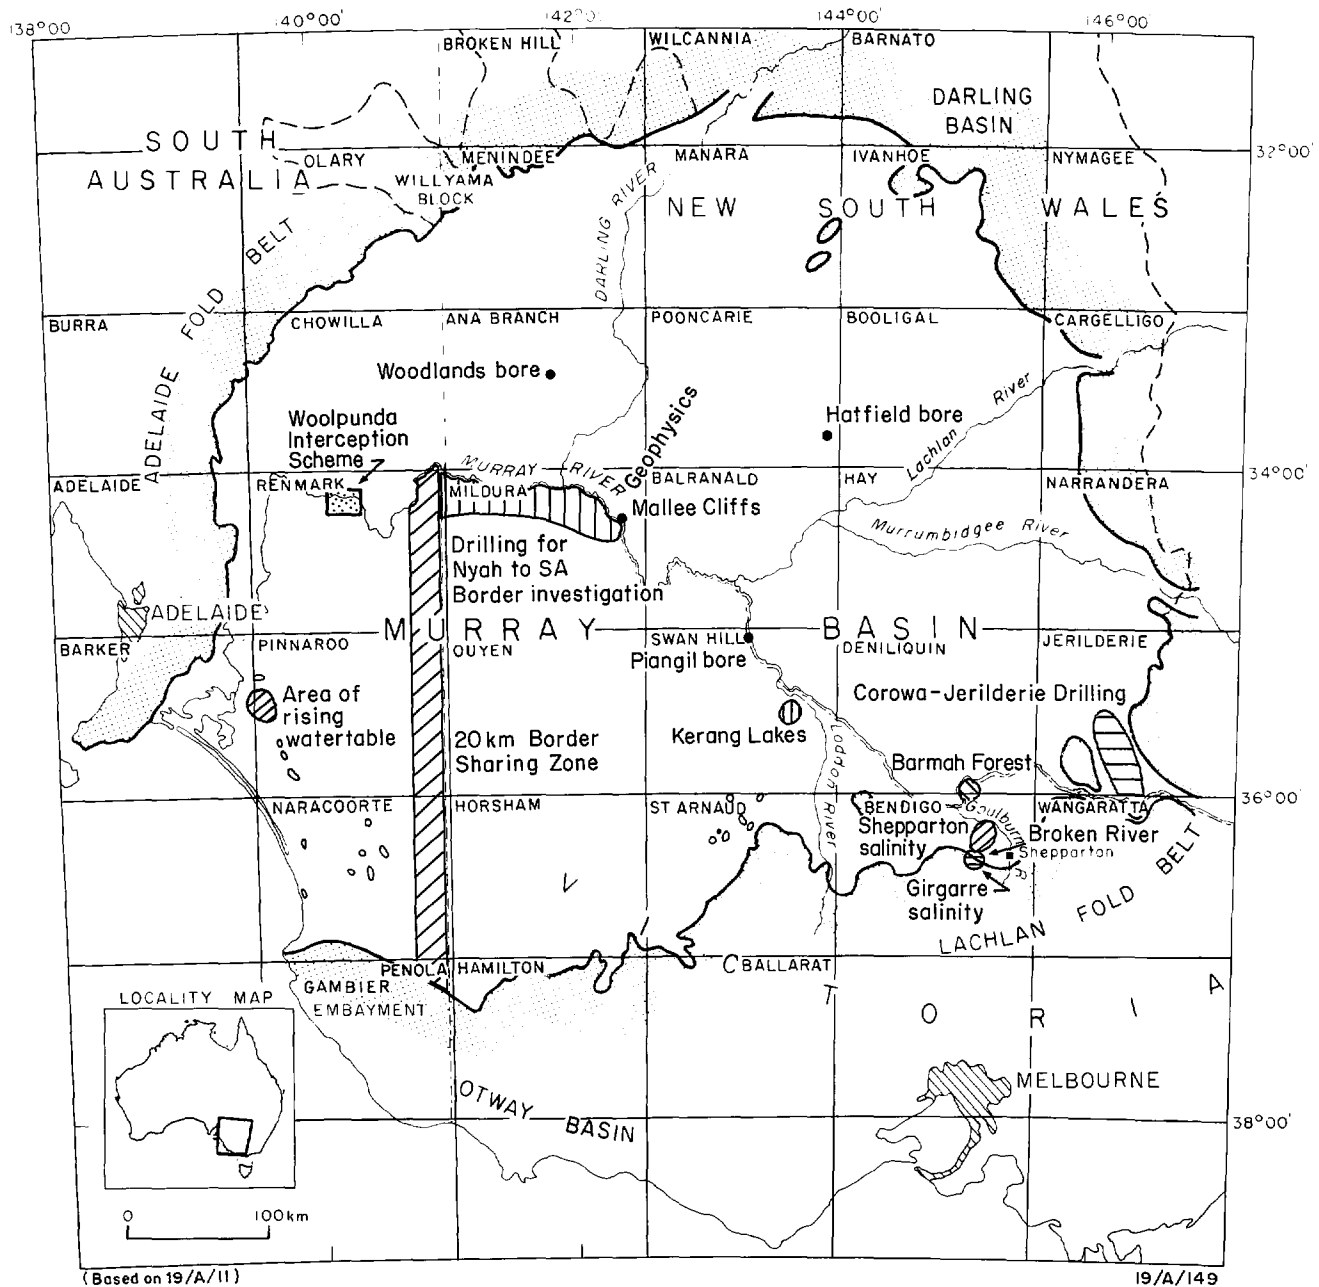 138°00'
140°00'
142°00'
144°00'
146°00'
BROKEN HILL
WILCANNIA
BARNATO
DARLING
BASIN
SOUTH
AUSTRALIA
OLARY
MENINDEE
MANARA
IVANHOE
NYMAGEE
32°00'
WILLYAMA
BLOCK
NEW SOUTH WALES
DARLING RIVER
ADELAIDE FOLD BELT
BURRA
CHOWILLA
ANA BRANCH
POONCARIE
BOOLIGAL
CARGELLIGO
Woodlands bore
Geophysics
Hatfield bore
Lachlan River
Woolpunda
Interception
Scheme
MURRAY RIVER
34°00'
ADELAIDE
RENMARK
MILDURA
BALRANALD
HAY
NARRANDERA
Mallee Cliffs
Murrumbidgee River
Drilling for
Nyah to SA
Border investigation
ADELAIDE
MURRAY BASIN
BARKER
PINNAROO
OUYEN
SWAN HILL
DENILIQUIN
JERILDERIE
Piangil bore
Area of
rising
watertable
Corowa-Jerilderie Drilling
20km Border
Sharing Zone
Kerang Lakes
Loddon River
Barmah Forest
36°00'
NARACOORTE
HORSHAM
ST ARNAUD
BENDIGO
WANGARATTA
Goulburn
R
Shepparton
salinity
Broken River
Shepparton
Girgarre
salinity
LACHLAN FOLD BELT
PENOLA
HAMILTON
BALLARAT
V
C
T
O
R
I
A
GAMBIER
EMBAYMENT
LOCALITY MAP
OTWAY BASIN
MELBOURNE
38°00'
0 100km
(Based on 19/A/11)
19/A/149